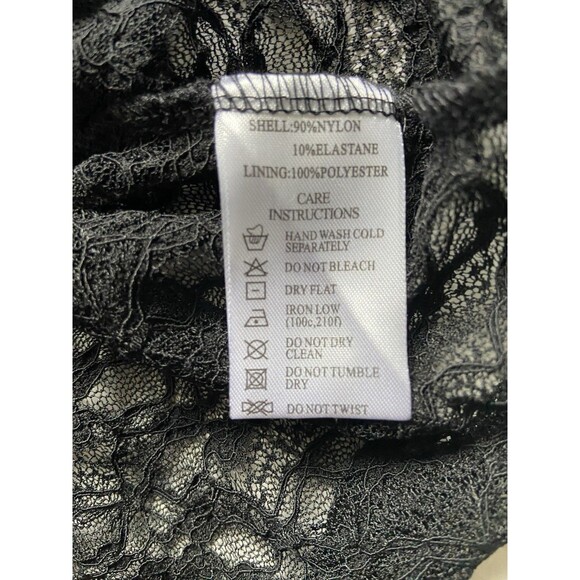 SHELL:90%NYLON
10%ELASTANE
LINING:100%POLYESTER
CARE
INSTRUCTIONS
HAND WASH COLD
SEPARATELY
DO NOT BLEACH
DRY FLAT
IRON LOW
(100c,210f)
DO NOT DRY
CLEAN
DO NOT TUMBLE
DRY
DO NOT TWIST